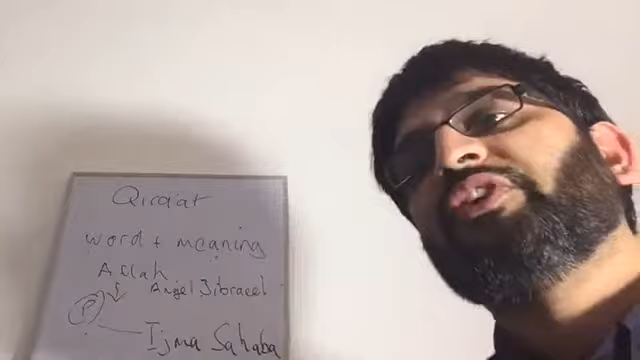 Qiraat
word + meaning
Allah
Angel Jibraeel
P
Ijma Sahaba